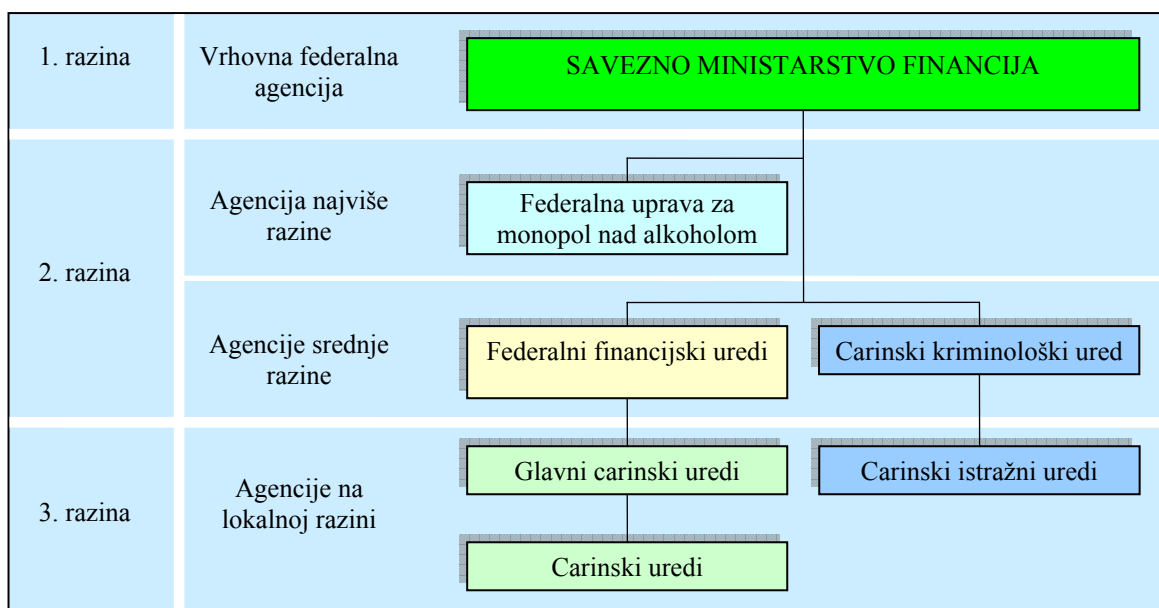 1. razina
Vrhovna federalna
agencija
SAVEZNO MINISTARSTVO FINANCIJA
2. razina
Agencija najviše
razine
Federalna uprava za
monopol nad alkoholom
Agencije srednje
razine
Federalni financijski uredi
Carinski kriminološki ured
3. razina
Agencije na
lokalnoj razini
Glavni carinski uredi
Carinski istražni uredi
Carinski uredi